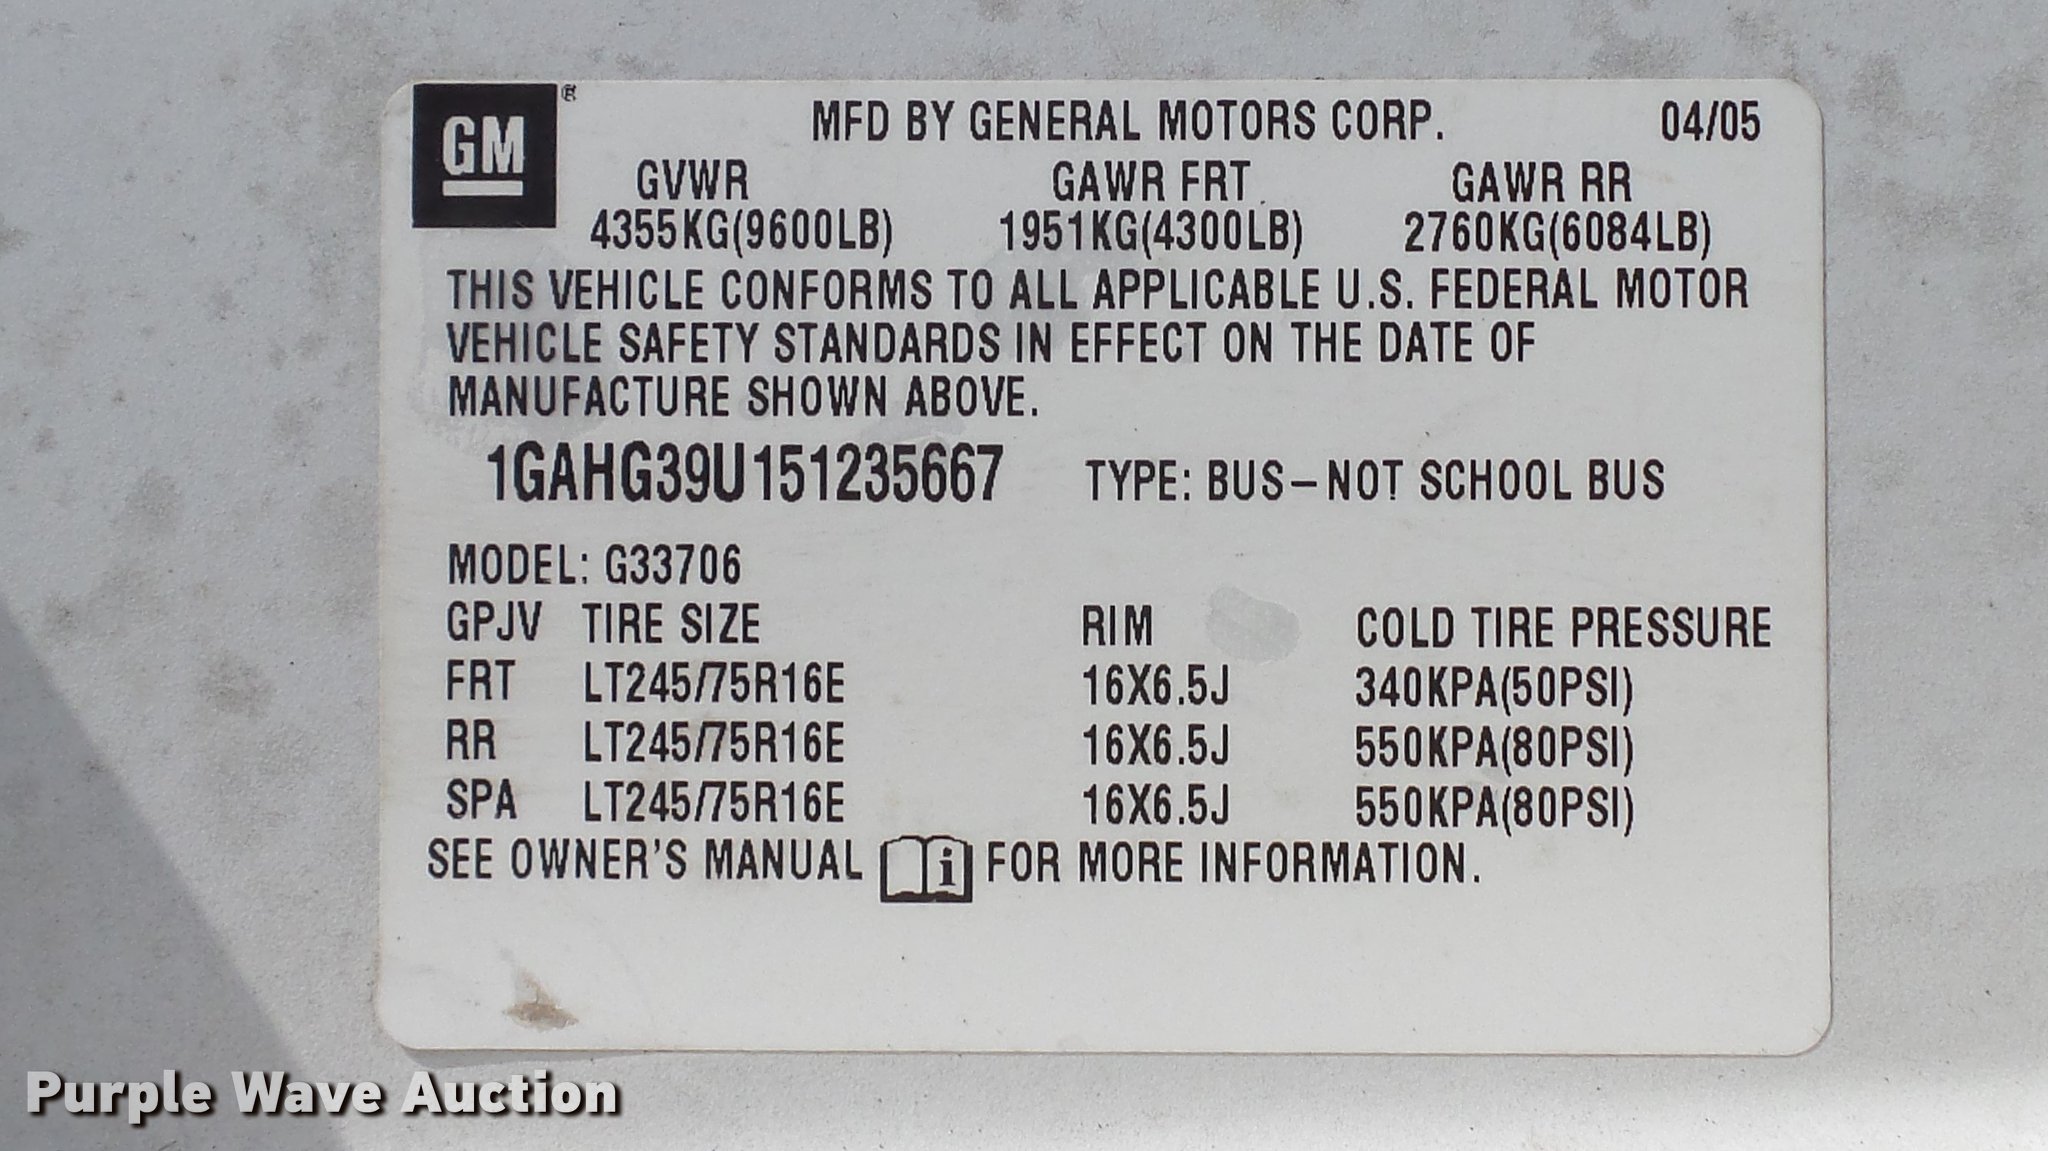 GM ®
MFD BY GENERAL MOTORS CORP. 04/05
GVWR GAWR FRT GAWR RR
4355KG(9600LB) 1951KG(4300LB) 2760KG(6084LB)
THIS VEHICLE CONFORMS TO ALL APPLICABLE U.S. FEDERAL MOTOR
VEHICLE SAFETY STANDARDS IN EFFECT ON THE DATE OF
MANUFACTURE SHOWN ABOVE.
1GAHG39U151235667 TYPE: BUS–NOT SCHOOL BUS
MODEL: G33706
GPJV TIRE SIZE RIM COLD TIRE PRESSURE
FRT LT245/75R16E 16X6.5J 340KPA(50PSI)
RR LT245/75R16E 16X6.5J 550KPA(80PSI)
SPA LT245/75R16E 16X6.5J 550KPA(80PSI)
SEE OWNER'S MANUAL i FOR MORE INFORMATION.
Purple Wave Auction